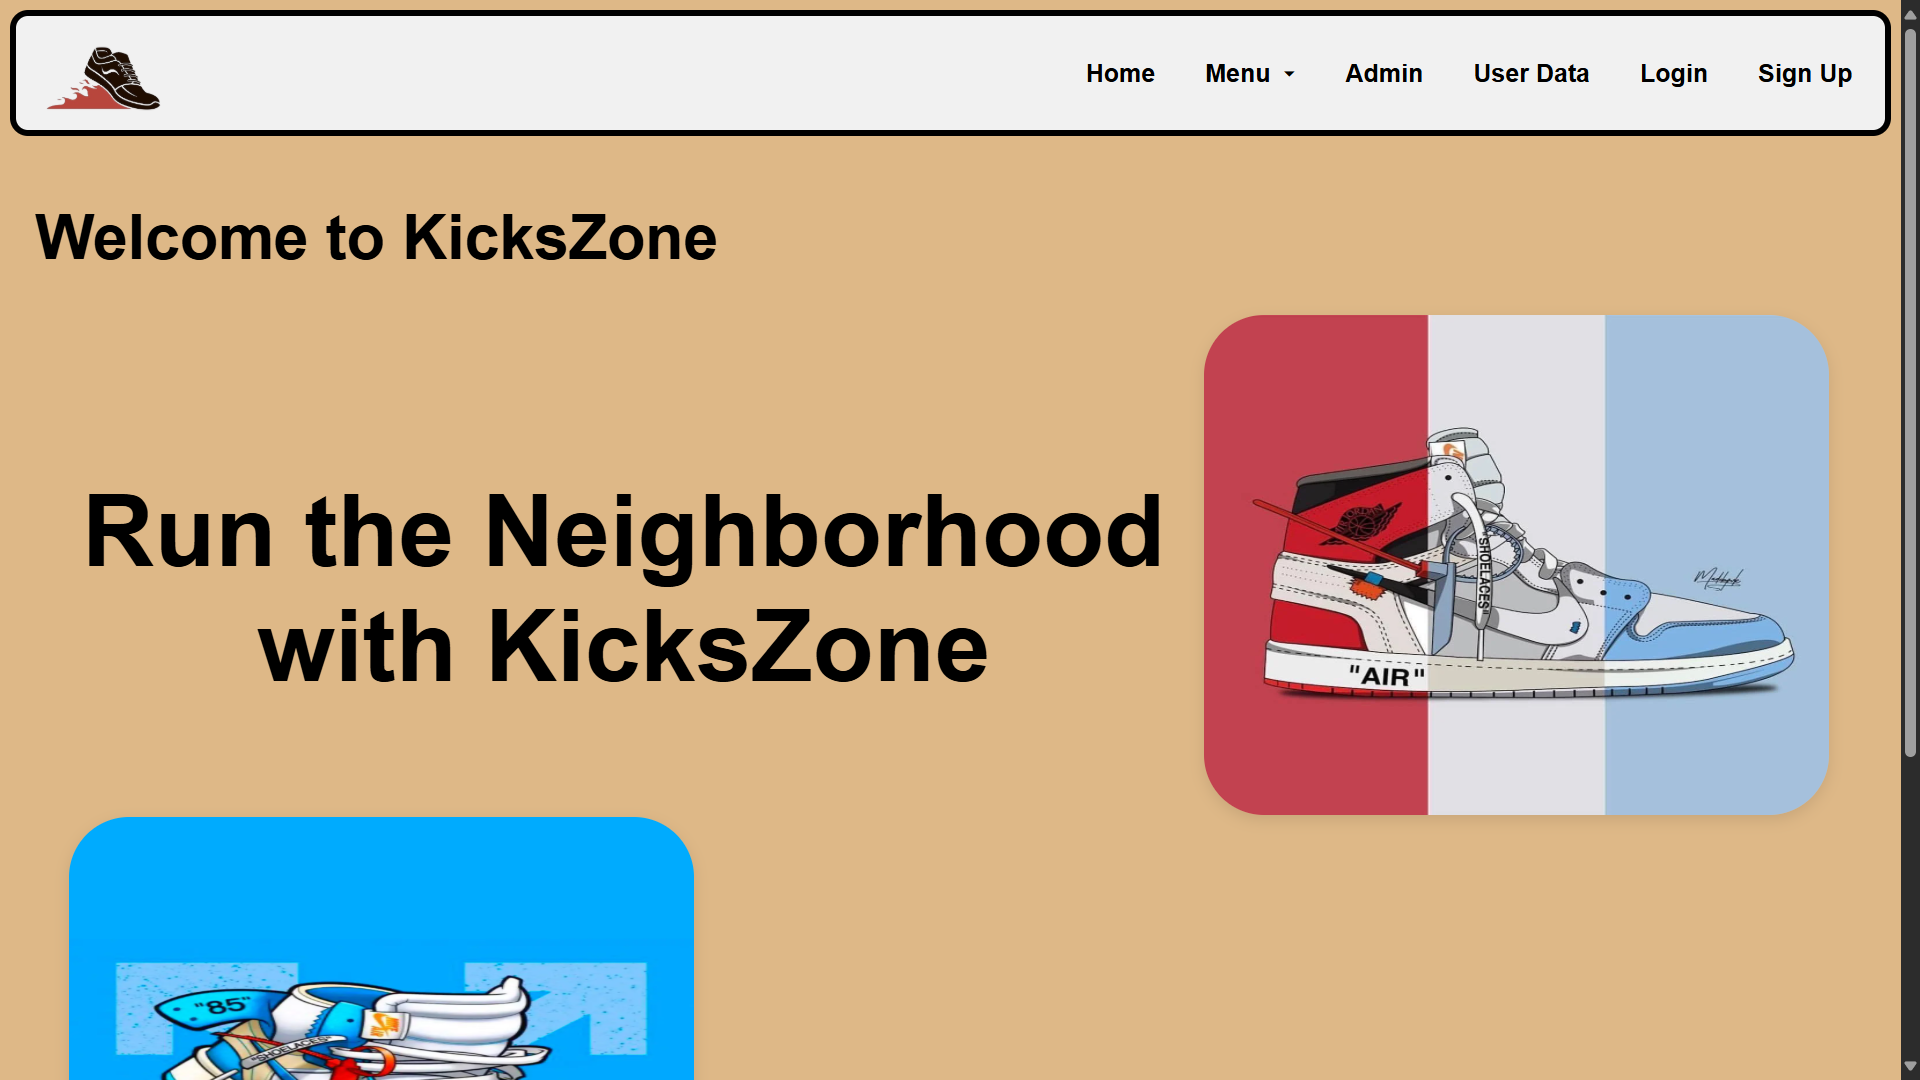 Home Menu Admin User Data Login Sign Up
Welcome to KicksZone
Run the Neighborhood
with KicksZone
SHOELACES"
"AIR"
"85"
"SHOELACES"